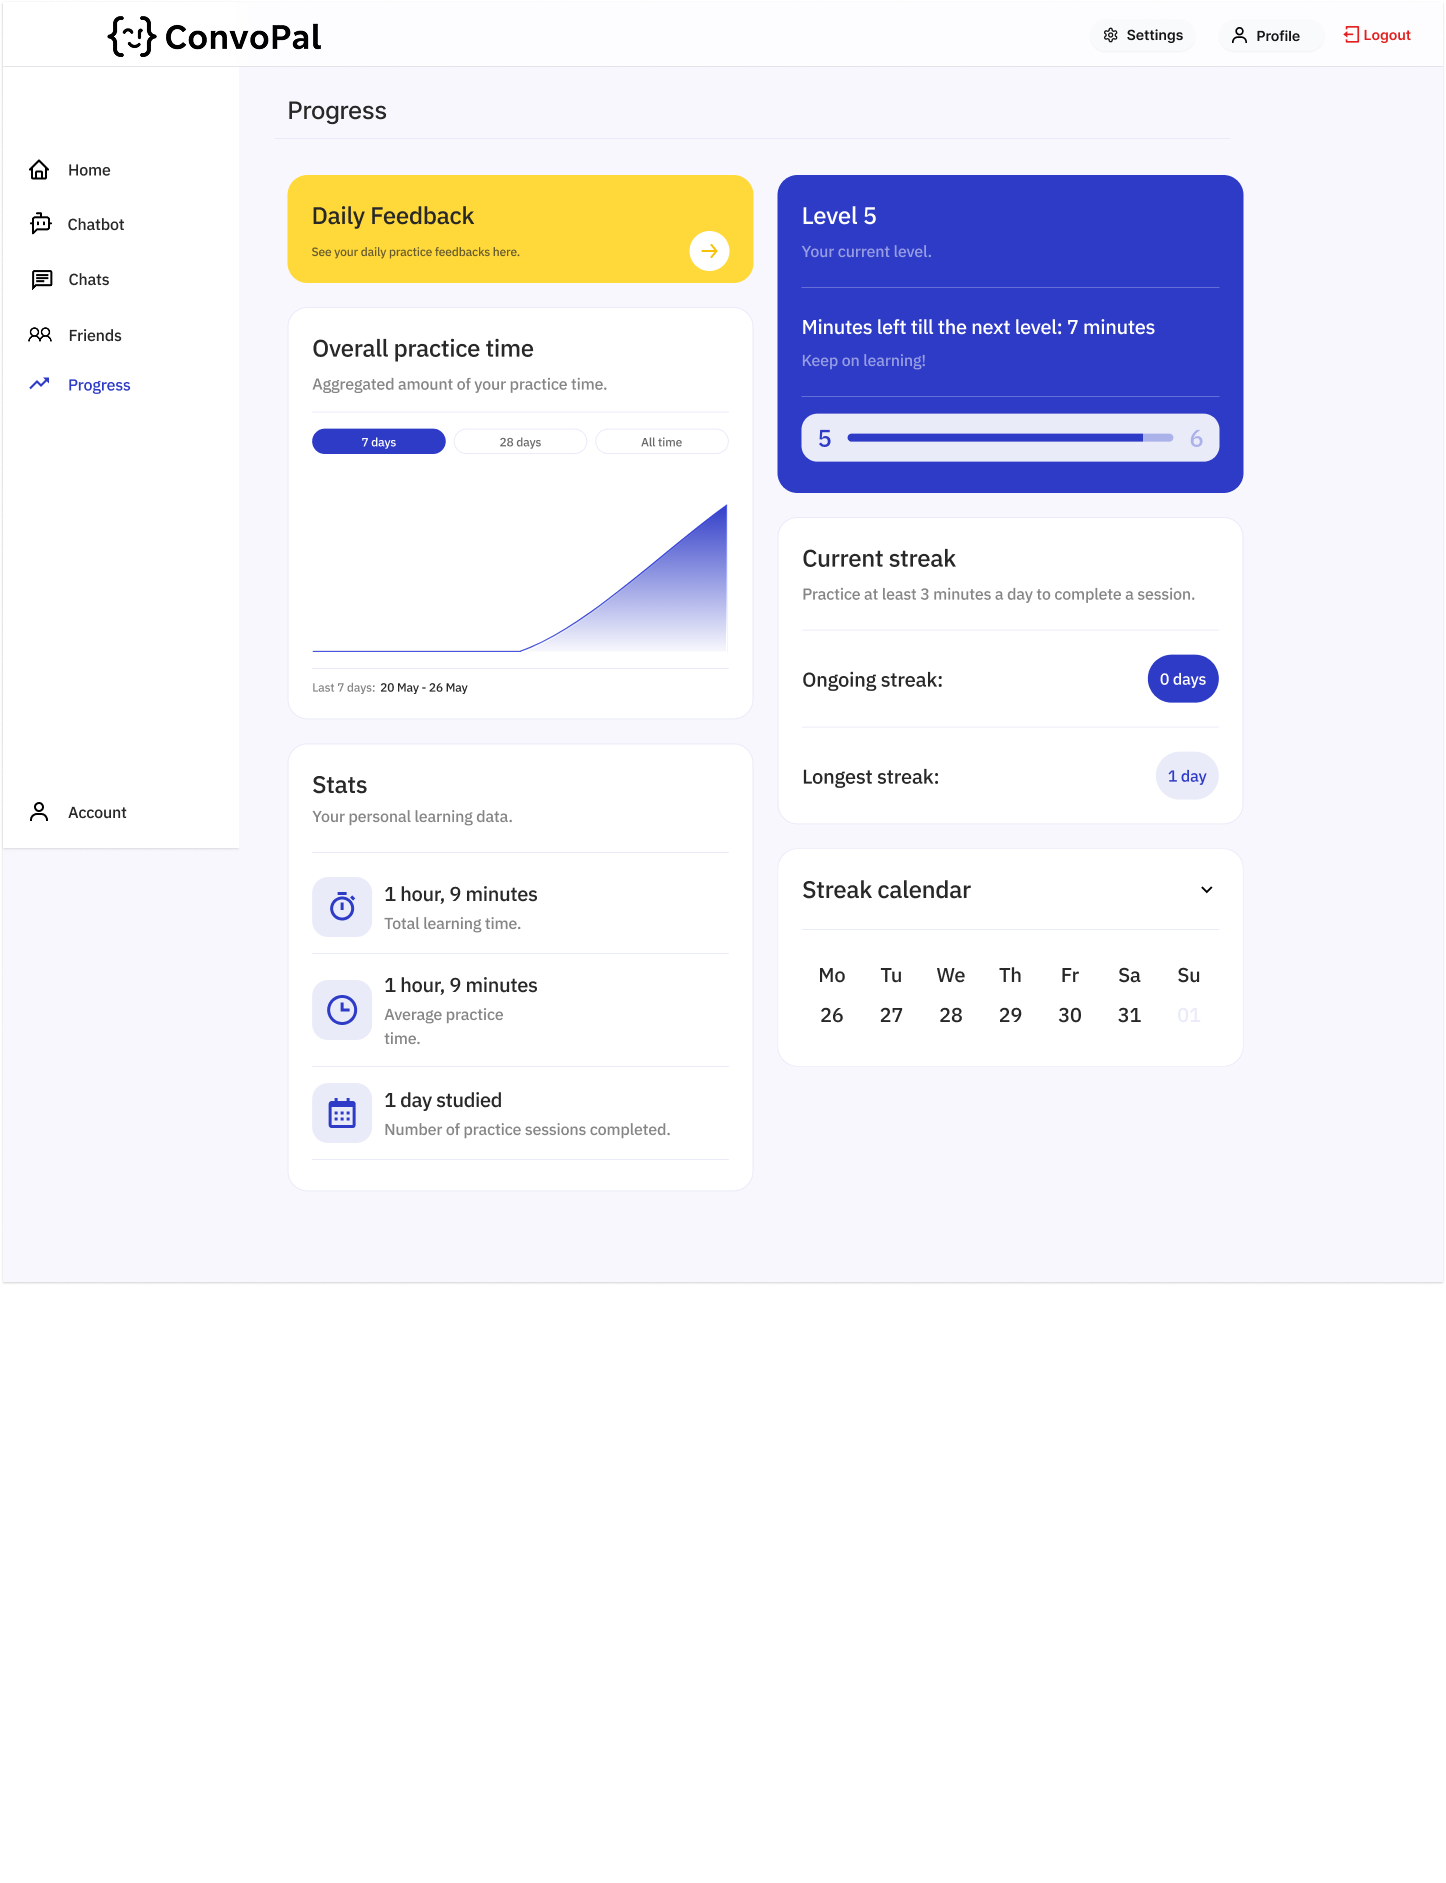 ConvoPal
Settings
Profile
Logout
Home
Chatbot
Chats
Friends
Progress
Account
Progress
Daily Feedback
See your daily practice feedbacks here.
Overall practice time
Aggregated amount of your practice time.
7 days
28 days
All time
Last 7 days: 20 May - 26 May
Stats
Your personal learning data.
1 hour, 9 minutes
Total learning time.
1 hour, 9 minutes
Average practice
time.
1 day studied
Number of practice sessions completed.
Level 5
Your current level.
Minutes left till the next level: 7 minutes
Keep on learning!
5 6
Current streak
Practice at least 3 minutes a day to complete a session.
Ongoing streak: 0 days
Longest streak: 1 day
Streak calendar
Mo Tu We Th Fr Sa Su
26 27 28 29 30 31 01